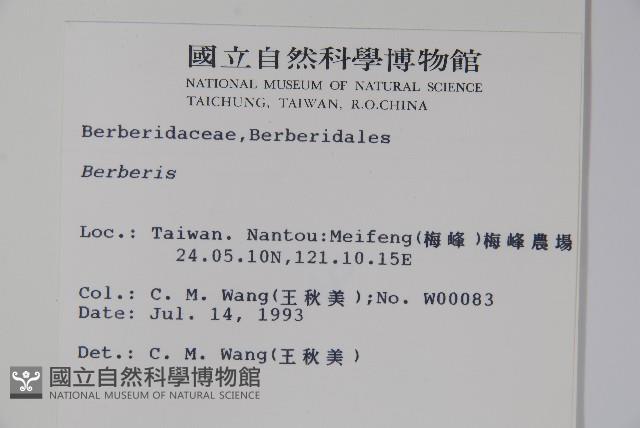 國立自然科學博物館
NATIONAL MUSEUM OF NATURAL SCIENCE
TAICHUNG, TAIWAN, R.O.CHINA
Berberidaceae,Berberidales
Berberis
Loc.: Taiwan. Nantou:Meifeng(梅峰)梅峰農場
24.05.10N,121.10.15E
Col.: C. M. Wang(王秋美);No. W00083
Date: Jul. 14, 1993
Det.: C. M. Wang(王秋美)
國立自然科學博物館
NATIONAL MUSEUM OF NATURAL SCIENCE